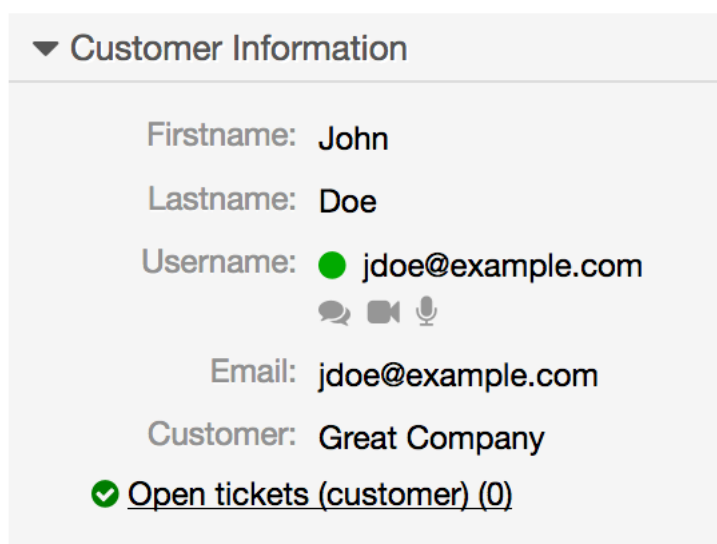 Customer Information
Firstname: John
Lastname: Doe
Username: jdoe@example.com
Email: jdoe@example.com
Customer: Great Company
Open tickets (customer) (0)